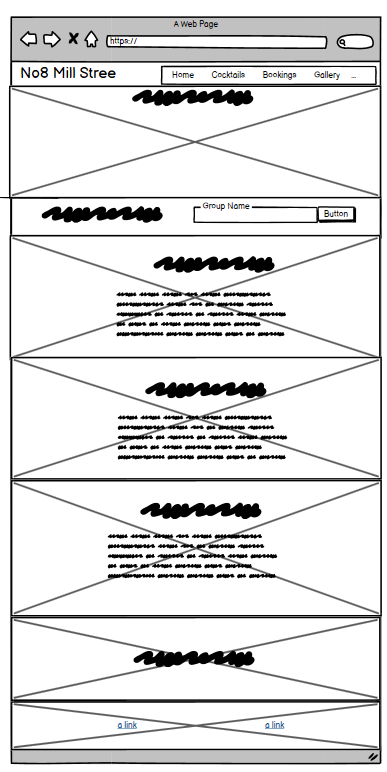 A Web Page
https://
No8 Mill Stree
Home Cocktails Bookings Gallery ...
Group Name
Button
a link a link